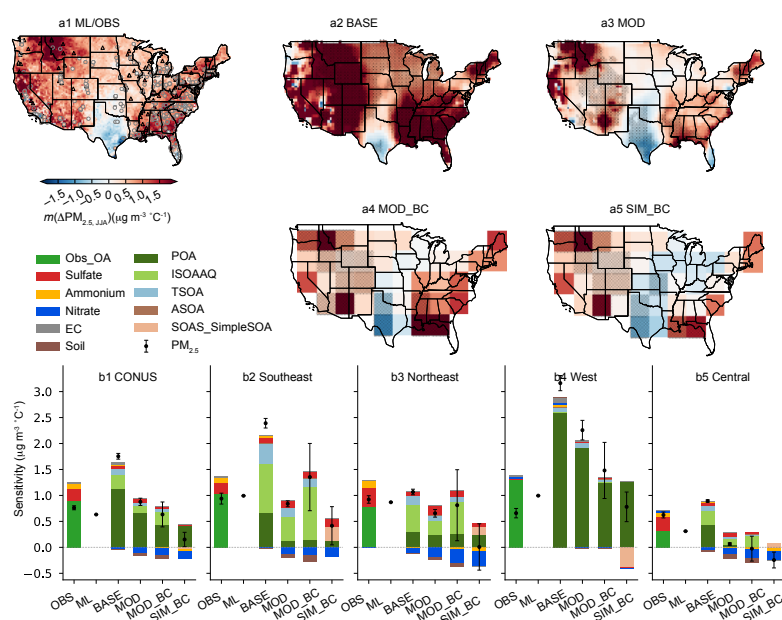 a1 ML/OBS
a2 BASE
a3 MOD
−1.5 −1.0 −0.5 0 0.5 1.0 1.5
m(ΔPM2.5, JJA)(μg m−3 °C−1)
a4 MOD_BC
a5 SIM_BC
Obs_OA
Sulfate
Ammonium
Nitrate
EC
Soil
POA
ISOAAQ
TSOA
ASOA
SOAS_SimpleSOA
PM2.5
b1 CONUS
b2 Southeast
b3 Northeast
b4 West
b5 Central
Sensitivity (μg m−3 °C−1)
3.0
2.5
2.0
1.5
1.0
0.5
0.0
−0.5
OBS ML BASE MOD MOD_BC SIM_BC
OBS ML BASE MOD MOD_BC SIM_BC
OBS ML BASE MOD MOD_BC SIM_BC
OBS ML BASE MOD MOD_BC SIM_BC
OBS ML BASE MOD MOD_BC SIM_BC